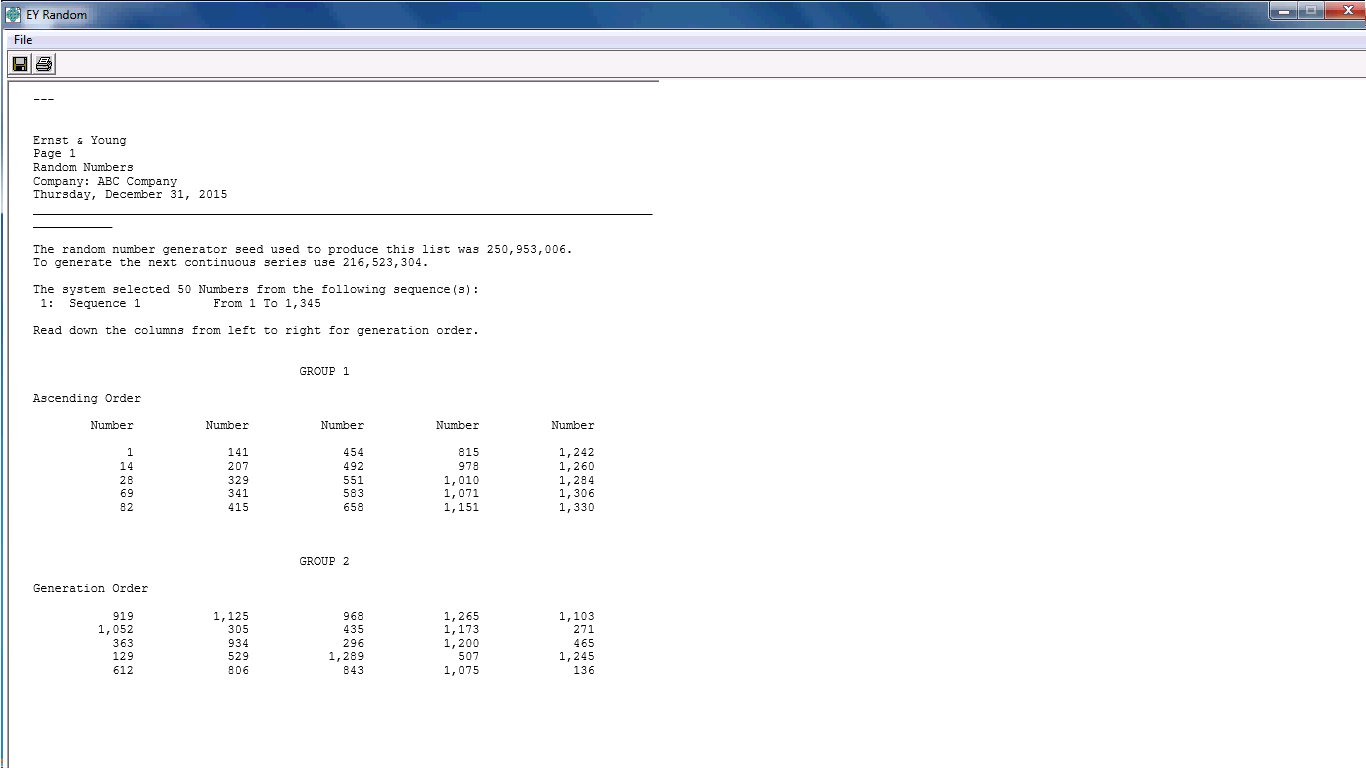 EY Random
File
---
Ernst & Young
Page 1
Random Numbers
Company: ABC Company
Thursday, December 31, 2015
The random number generator seed used to produce this list was 250,953,006.
To generate the next continuous series use 216,523,304.
The system selected 50 Numbers from the following sequence(s):
1: Sequence 1 From 1 To 1,345
Read down the columns from left to right for generation order.
GROUP 1
Ascending Order
Number Number Number Number Number
1 141 454 815 1,242
14 207 492 978 1,260
28 329 551 1,010 1,284
69 341 583 1,071 1,306
82 415 658 1,151 1,330
GROUP 2
Generation Order
919 1,125 968 1,265 1,103
1,052 305 435 1,173 271
363 934 296 1,200 465
129 529 1,289 507 1,245
612 806 843 1,075 136